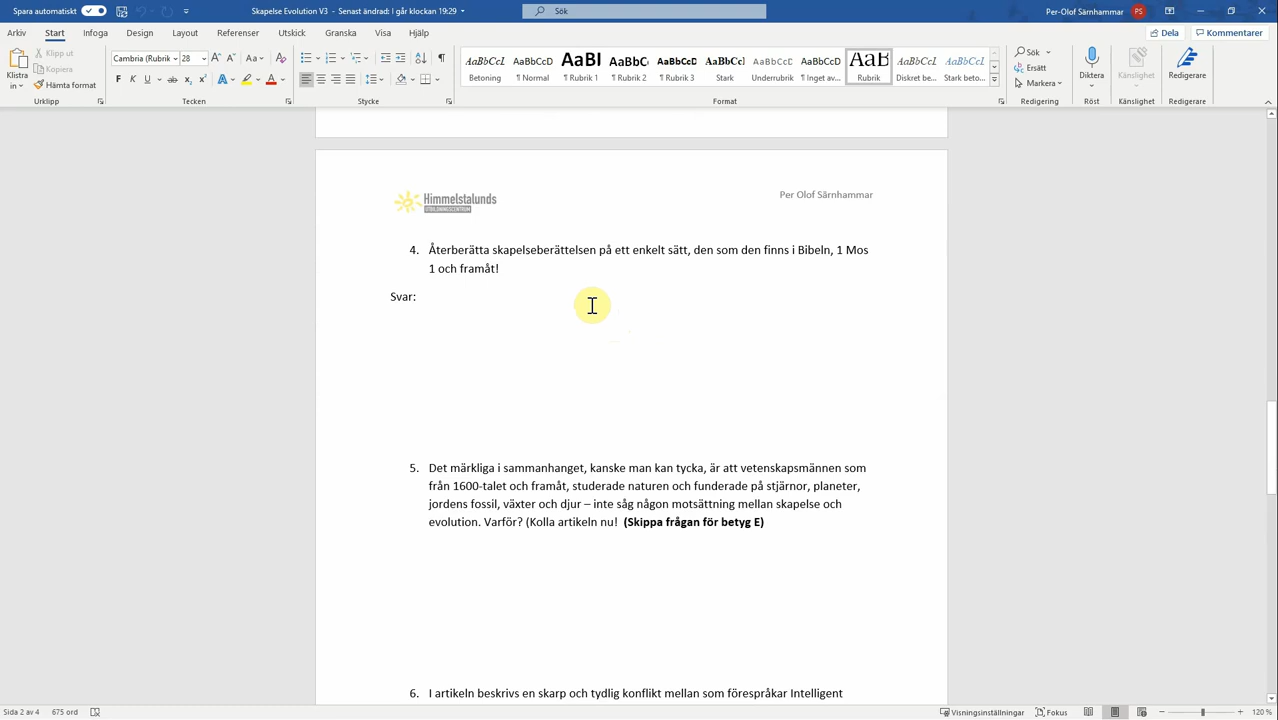 Spara automatiskt
Skapelse Evolution V3 - Senast ändrad: I går klockan 19:29
Sök
Per-Olof Särnhammar
PS
Arkiv
Start
Infoga
Design
Layout
Referenser
Utskick
Granska
Visa
Hjälp
Dela
Kommentarer
Klistra in
Klipp ut
Kopiera
Hämta format
Urklipp
Cambria (Rubrik
28
F K U ab x₂ x²
Tecken
Stycke
AaBbCcI
Betoning
AaBbCcD
¶ Normal
AaBI
¶ Rubrik 1
AaBbC
¶ Rubrik 2
AaBbCcD
¶ Rubrik 3
AaBbCcI
Stark
AaBbCcD
Underrubrik
AaBbCcD
¶ Inget av...
AaB
Rubrik
AaBbCcI
Diskret be...
AaBbCcI
Stark beto...
Format
Sök
Ersätt
Markera
Redigering
Diktera
Röst
Känslighet
Känslighet
Redigerare
Redigerare
Himmelstalunds
UTBILDNINGSCENTRUM
Per Olof Särnhammar
4. Återberätta skapelseberättelsen på ett enkelt sätt, den som den finns i Bibeln, 1 Mos
1 och framåt!
Svar:
5. Det märkliga i sammanhanget, kanske man kan tycka, är att vetenskapsmännen som
från 1600-talet och framåt, studerade naturen och funderade på stjärnor, planeter,
jordens fossil, växter och djur – inte såg någon motsättning mellan skapelse och
evolution. Varför? (Kolla artikeln nu! (Skippa frågan för betyg E)
6. I artikeln beskrivs en skarp och tydlig konflikt mellan som förespråkar Intelligent
Sida 2 av 4
675 ord
Visningsinställningar
Fokus
120 %